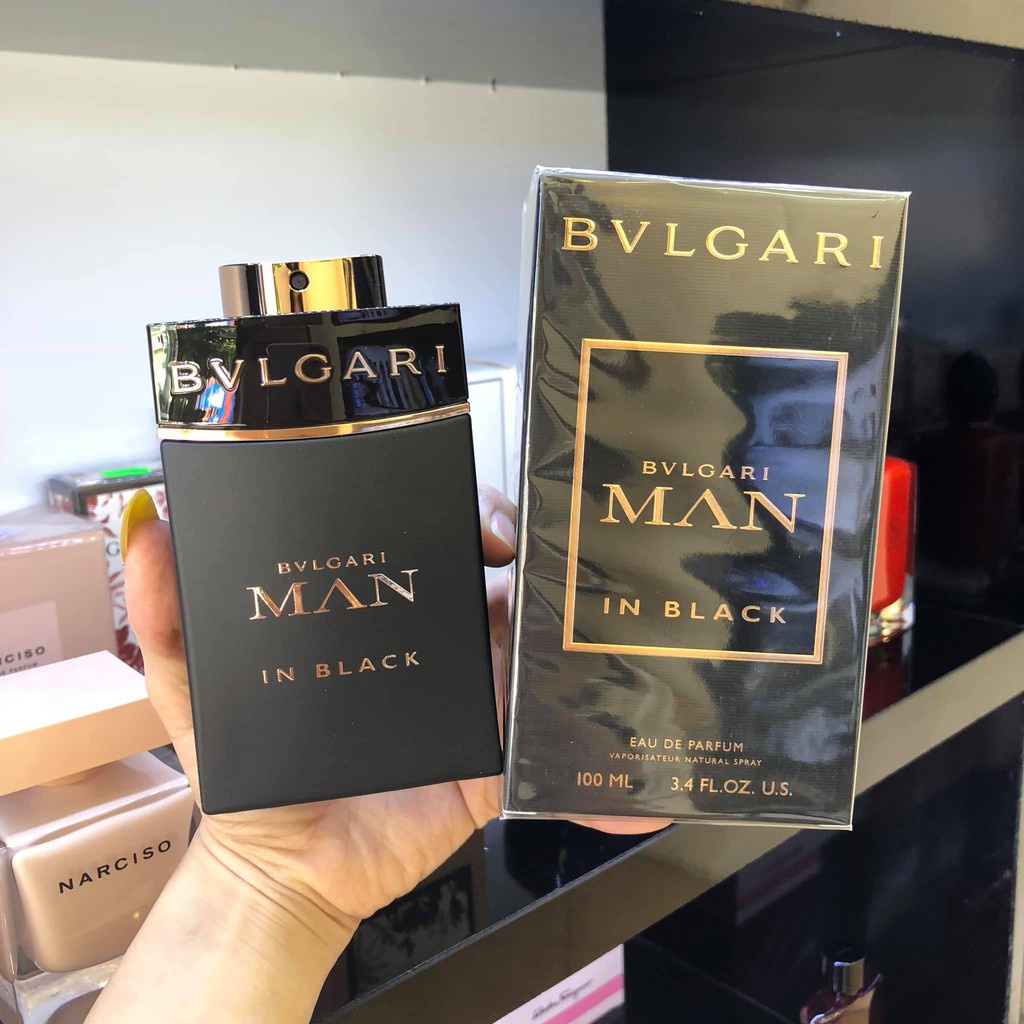 BVLGARI
BVLGARI
MAN
IN BLACK
BVLGARI
BVLGARI
MAN
IN BLACK
EAU DE PARFUM
VAPORISATEUR NATURAL SPRAY
100 ML 3.4 FL.OZ. U.S.
NARCISO